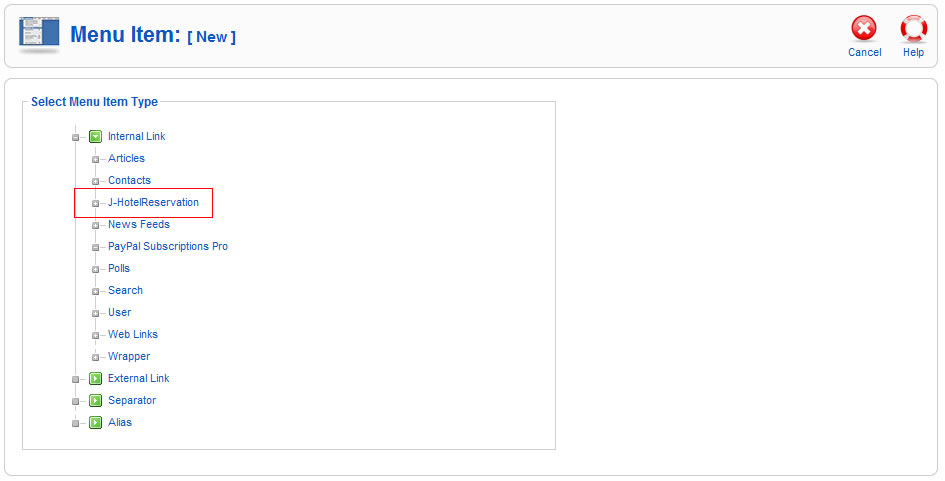 Menu Item: [ New ]
Cancel
Help
Select Menu Item Type
Internal Link
Articles
Contacts
J-HotelReservation
News Feeds
PayPal Subscriptions Pro
Polls
Search
User
Web Links
Wrapper
External Link
Separator
Alias